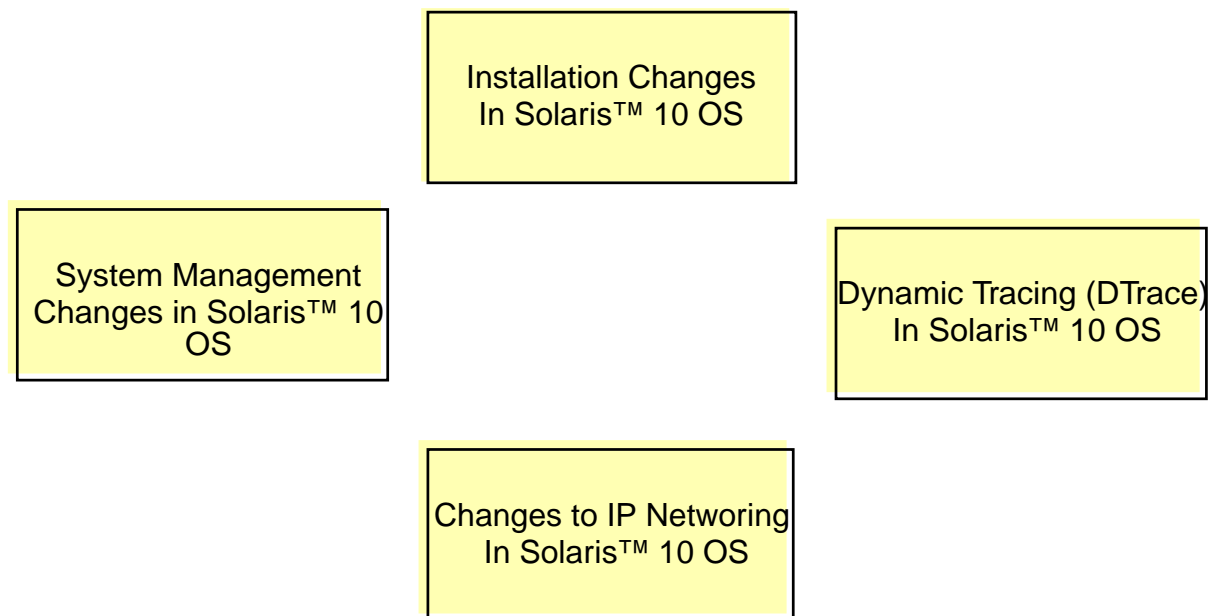 Installation Changes
In Solaris™ 10 OS
System Management
Changes in Solaris™ 10
OS
Dynamic Tracing (DTrace)
In Solaris™ 10 OS
Changes to IP Networing
In Solaris™ 10 OS